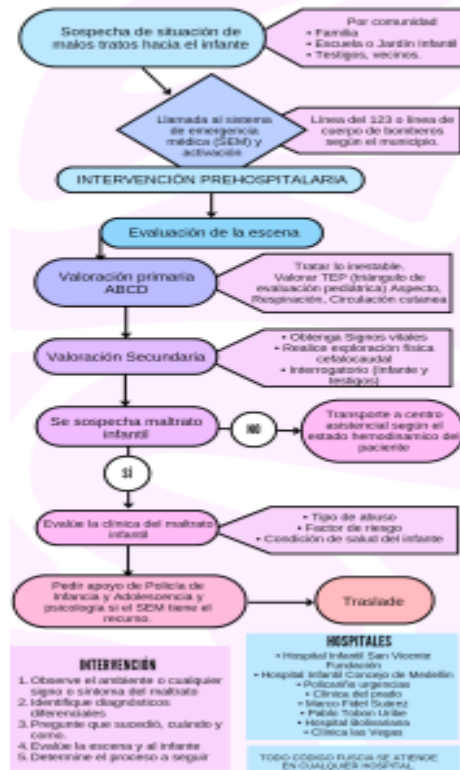 Sospecha de situación de
malos tratos hacia el infante
Por comunidad
• Familia
• Escuela o Jardín Infantil
• Testigos, vecinos.
Llamada al sistema
de emergencia
médica (SEM) y
activación
Línea del 123 o línea de
cuerpo de bomberos
según el municipio.
INTERVENCIÓN PREHOSPITALARIA
Evaluación de la escena
Valoración primaria
ABCD
Tratar lo inestable.
Valorar TEP (triángulo de
evaluación pediátrica) Aspecto,
Respiración, Circulación cutanea
Valoración Secundaria
• Obtenga Signos vitales
• Realice exploración física
cefalocaudal
• Interrogatorio (Infante y
testigos)
Se sospecha maltrato
infantil
NO
Transporte a centro
asistencial según el
estado hemodinamico del
paciente
SÍ
Evalúe la clínica del maltrato
infantil
• Tipo de abuso
• Factor de riesgo
• Condición de salud del infante
Pedir apoyo de Policía de
Infancia y Adolescencia y
psicología si el SEM tiene el
recurso.
Traslade
INTERVENCIÓN
1. Observe el ambiente o cualquier
signo o síntoma del maltrato
2. Identifique diagnósticos
diferenciales
3. Pregunte que sucedió, cuándo y
como.
4. Evalúe la escena y al infante
5. Determine el proceso a seguir
HOSPITALES
• Hospital Infantil San Vicente
Fundación
• Hospital Infantil Concejo de Medellín
• Policarifia urgencias
• Clínica del prado
• Marco Fidel Suárez
• Pablo Tobon Uribe
• Hospital Bolivariana
• Clínica las Vegas
TODO CÓDIGO FUCSIA SE ATIENDE
EN CUALQUIER HOSPITAL